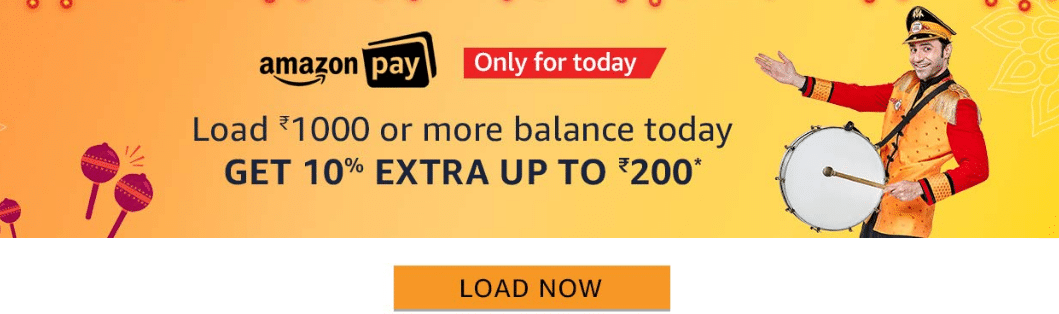 amazon pay Only for today
Load ₹1000 or more balance today
GET 10% EXTRA UP TO ₹200*
LOAD NOW